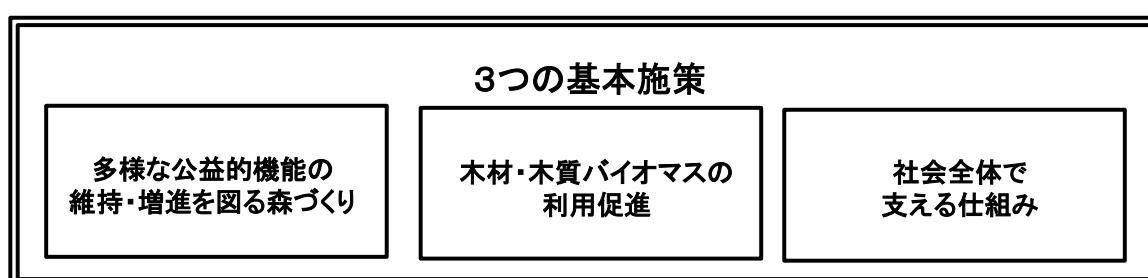 3つの基本施策
多様な公益的機能の
維持・増進を図る森づくり
木材・木質バイオマスの
利用促進
社会全体で
支える仕組み